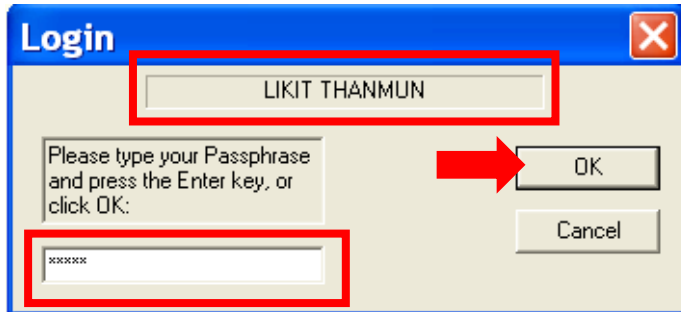 Login
LIKIT THANMUN
Please type your Passphrase
and press the Enter key, or
click OK:
OK
Cancel
*****